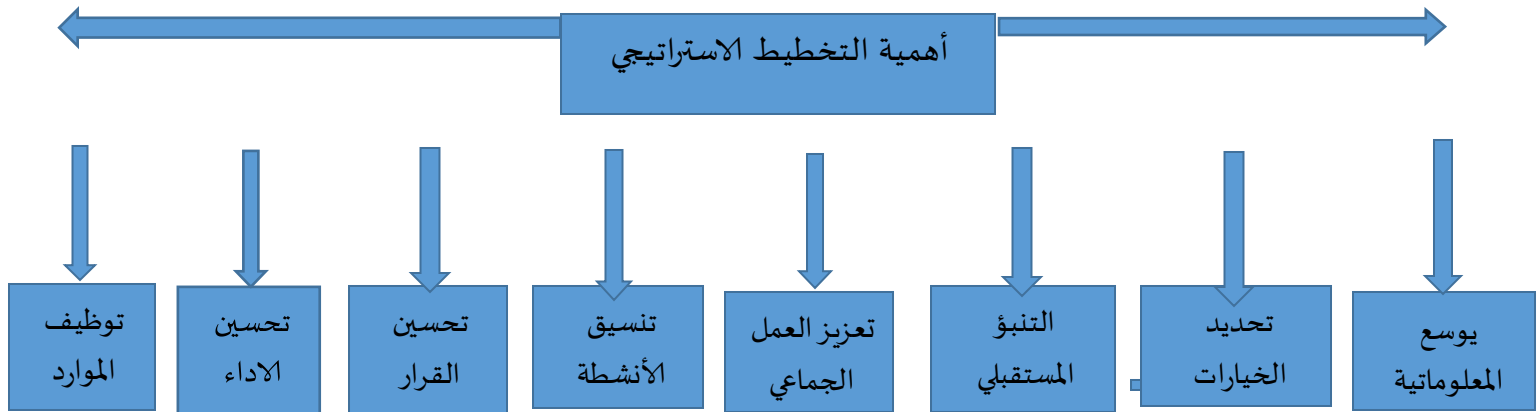 أهمية التخطيط الاستراتيجي
يوسع
المعلوماتية
تحديد
الخيارات
التنبؤ
المستقبلي
تعزيز العمل
الجماعي
تنسيق
الأنشطة
تحسين
القرار
تحسين
الاداء
توظيف
الموارد